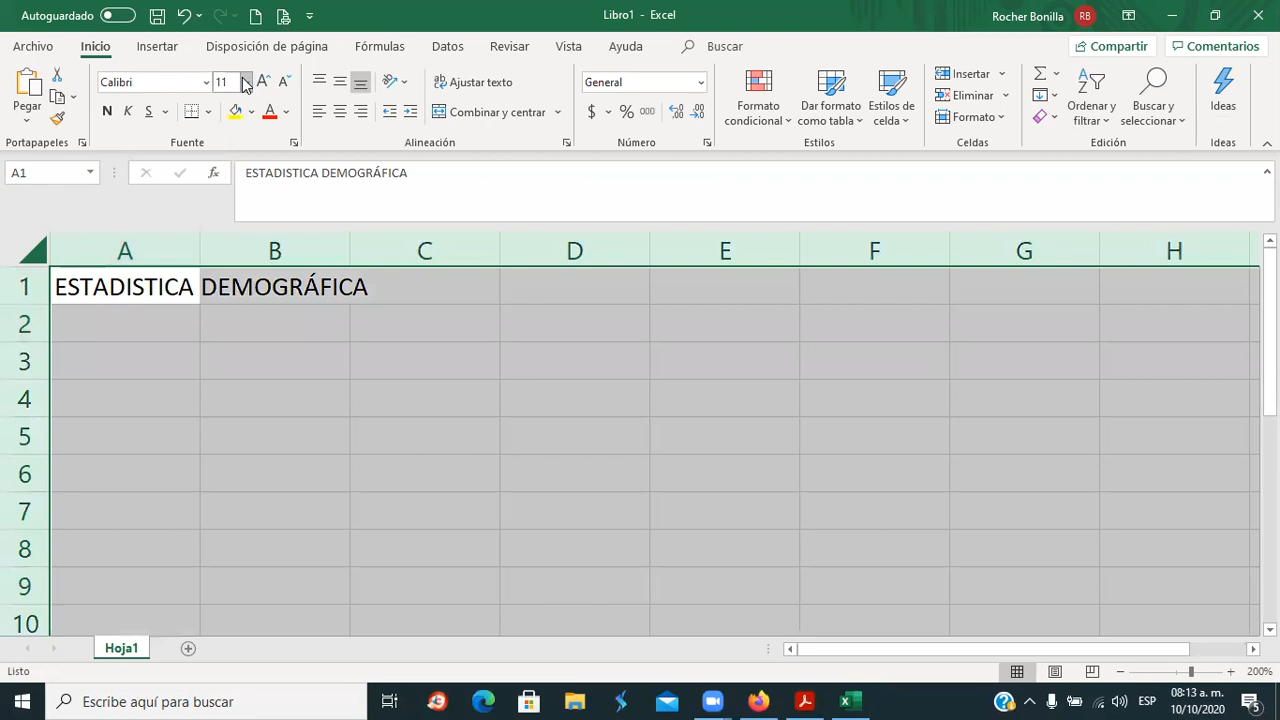 Autoguardado
Libro1 - Excel
Rocher Bonilla
RB
Archivo
Inicio
Insertar
Disposición de página
Fórmulas
Datos
Revisar
Vista
Ayuda
Buscar
Compartir
Comentarios
Pegar
Portapapeles
Calibri
11
N K S
Fuente
Ajustar texto
Combinar y centrar
Alineación
General
$ % 000
Número
Formato condicional
Dar formato como tabla
Estilos de celda
Estilos
Insertar
Eliminar
Formato
Celdas
Ordenar y filtrar
Buscar y seleccionar
Edición
Ideas
Ideas
A1
fx
ESTADISTICA DEMOGRÁFICA
A B C D E F G H
1 ESTADISTICA DEMOGRÁFICA
2
3
4
5
6
7
8
9
10
Hoja1
Listo
200%
Escribe aquí para buscar
ESP
08:13 a. m.
10/10/2020
5